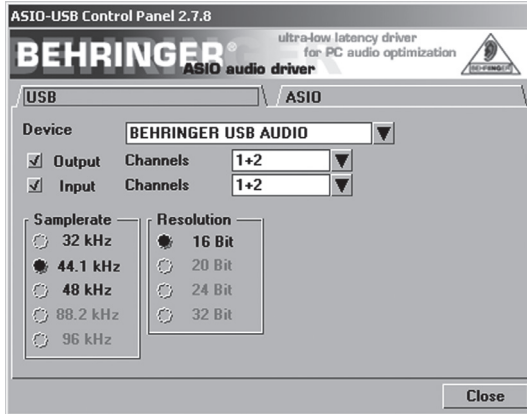 ASIO-USB Control Panel 2.7.8
BEHRINGER®
ASIO audio driver
ultra-low latency driver
for PC audio optimization
BEHRINGER
USB
ASIO
Device BEHRINGER USB AUDIO
Output Channels 1+2
Input Channels 1+2
Samplerate
32 kHz
44.1 kHz
48 kHz
88.2 kHz
96 kHz
Resolution
16 Bit
20 Bit
24 Bit
32 Bit
Close